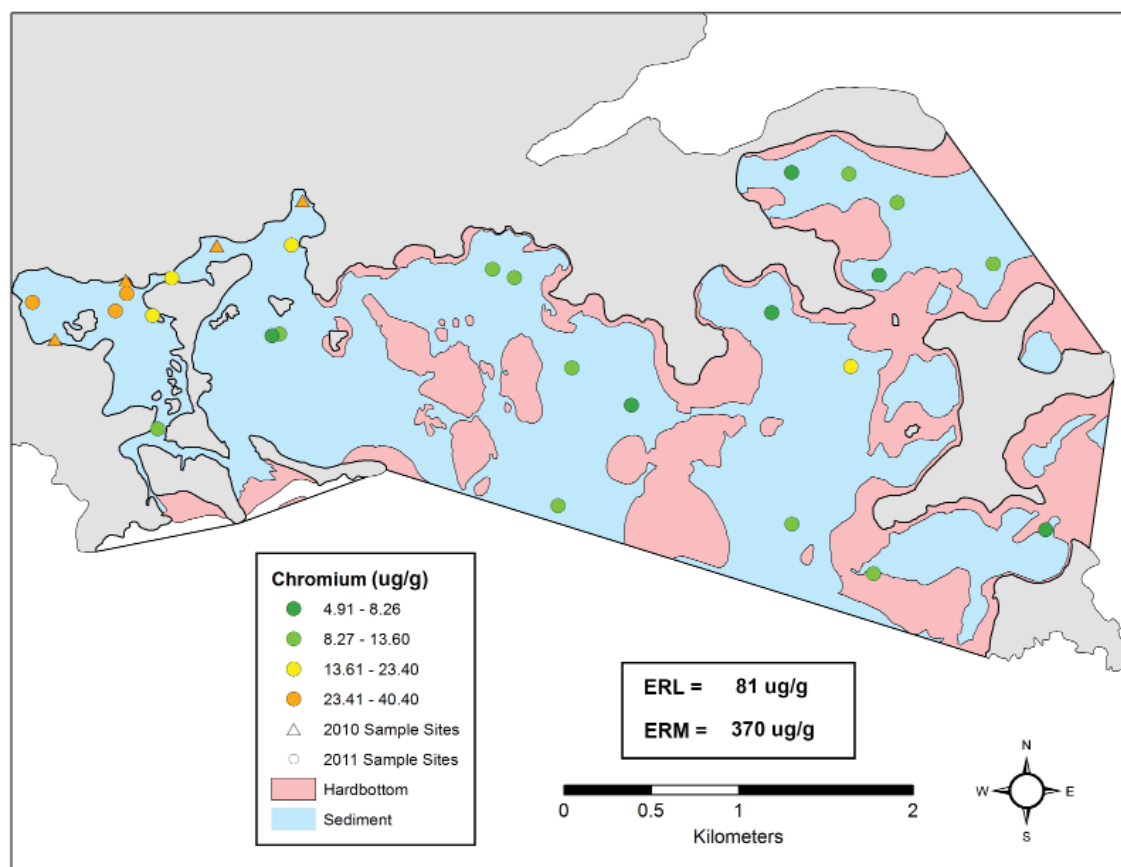 Chromium (ug/g)
4.91 - 8.26
8.27 - 13.60
13.61 - 23.40
23.41 - 40.40
2010 Sample Sites
2011 Sample Sites
Hardbottom
Sediment
ERL = 81 ug/g
ERM = 370 ug/g
0 0.5 1 2
Kilometers
N
W E
S